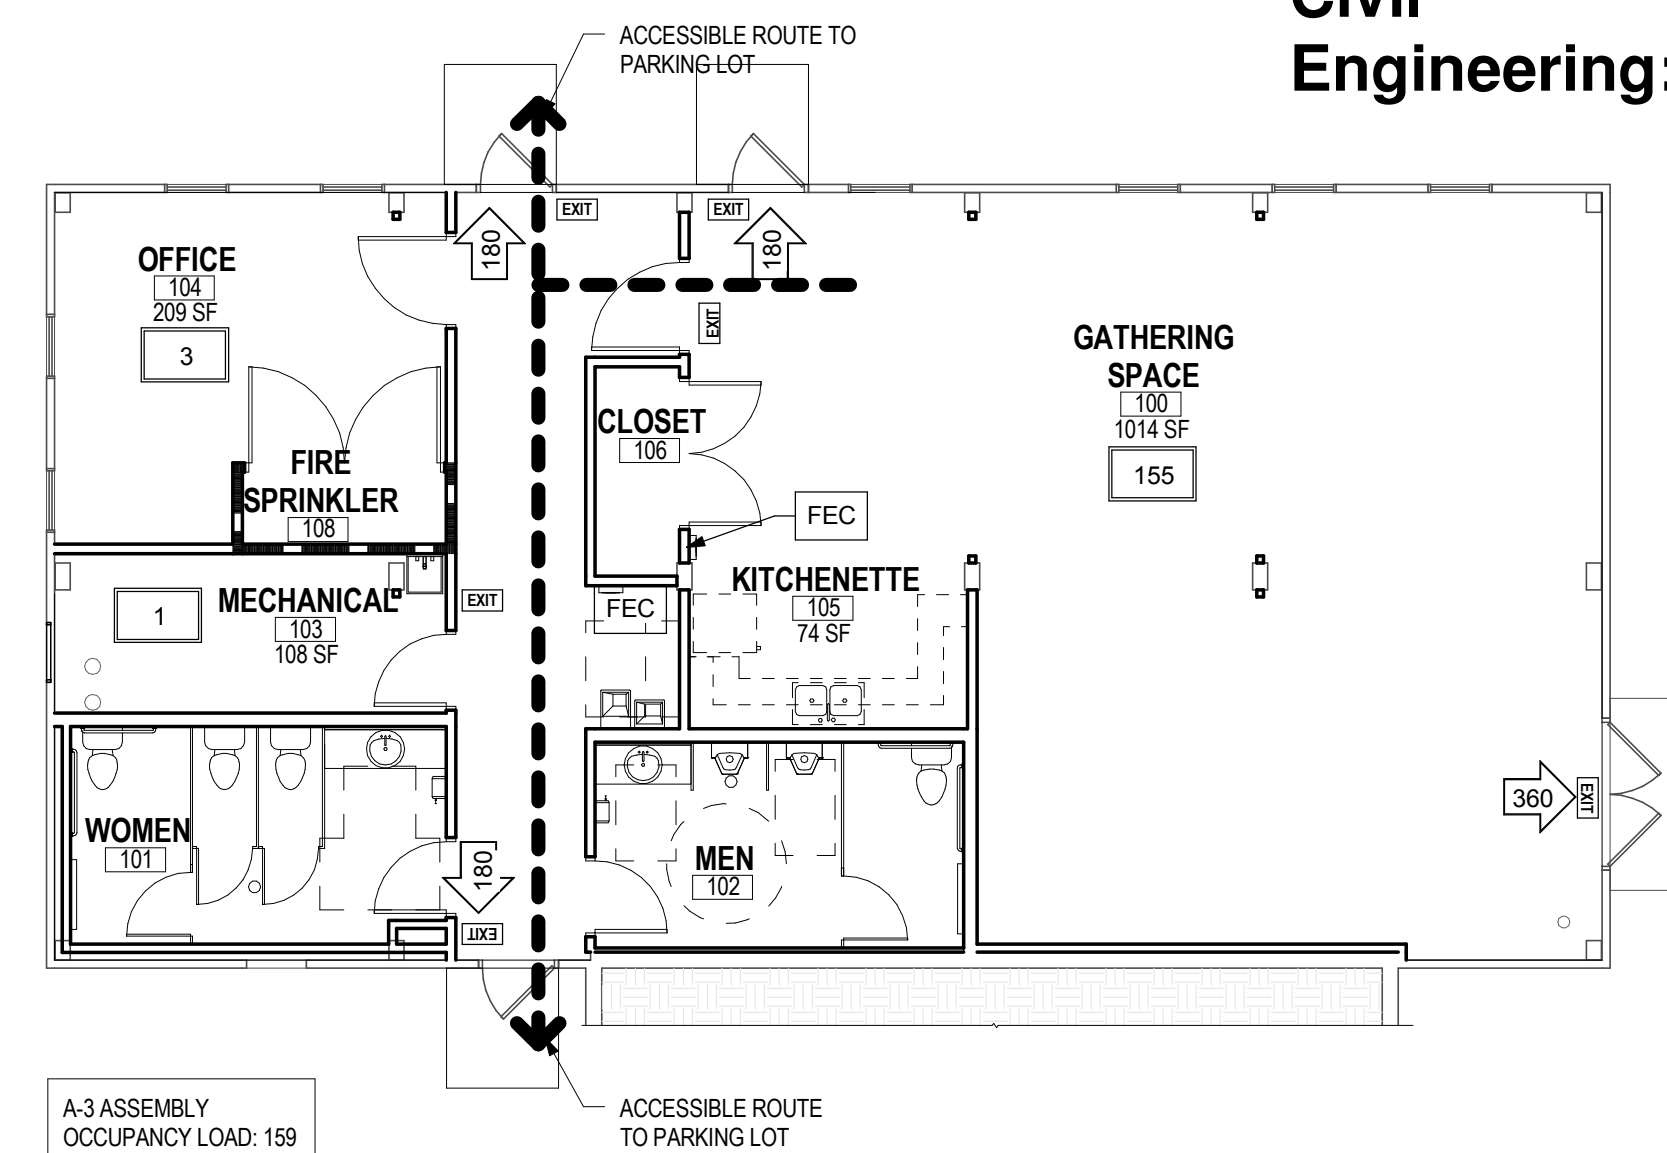 Civil
Engineering:
ACCESSIBLE ROUTE TO
PARKING LOT
EXIT
EXIT
180
180
OFFICE
104
209 SF
3
EXIT
GATHERING
SPACE
100
1014 SF
155
CLOSET
106
FIRE
SPRINKLER
108
FEC
MECHANICAL
103
108 SF
1
EXIT
FEC
KITCHENETTE
105
74 SF
WOMEN
101
180
EXIT
MEN
102
360
EXIT
A-3 ASSEMBLY
OCCUPANCY LOAD: 159
ACCESSIBLE ROUTE
TO PARKING LOT